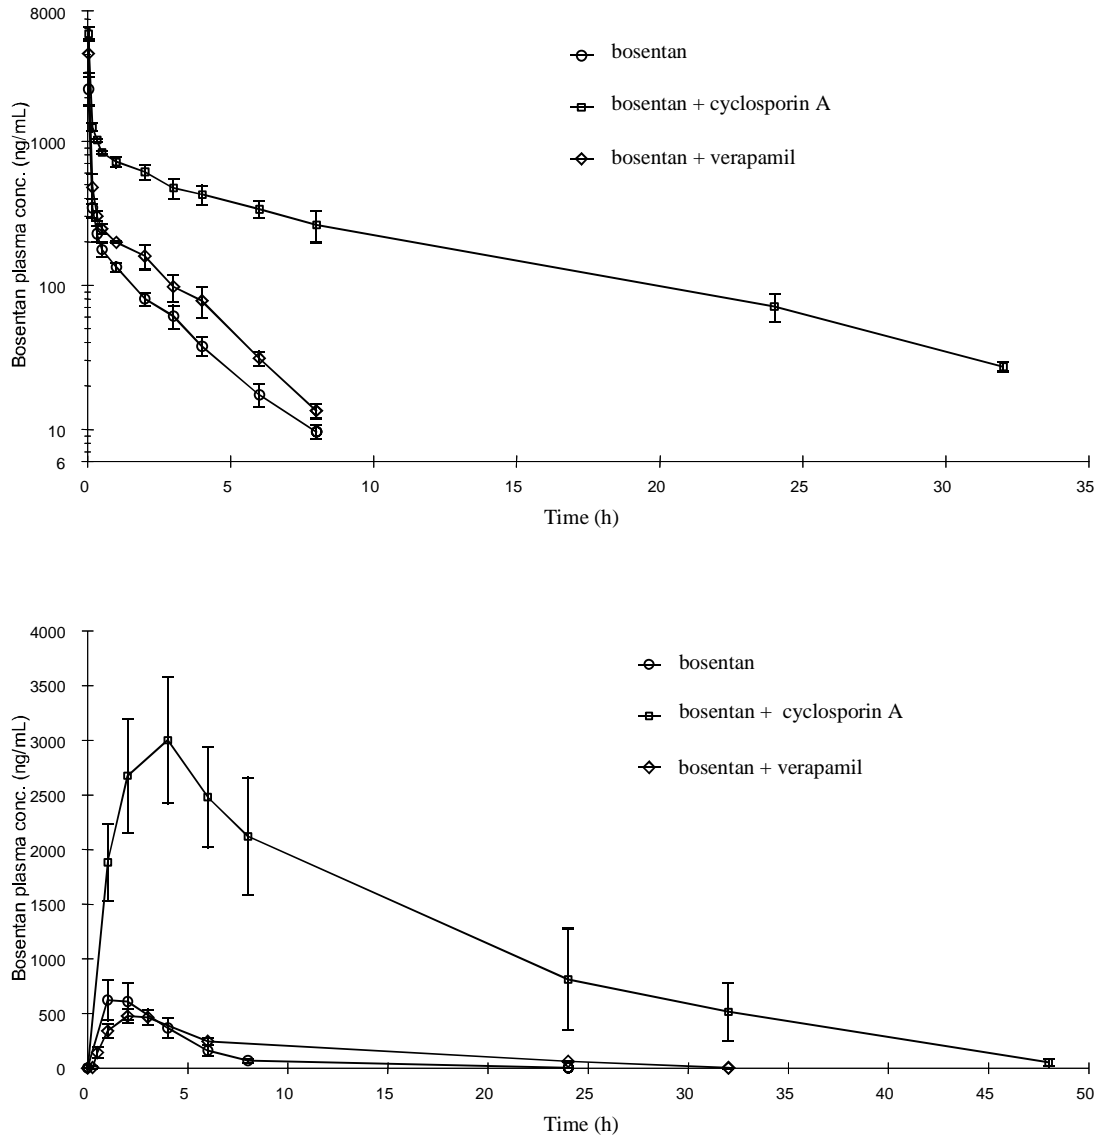 8000
1000
100
10
6
Bosentan plasma conc. (ng/mL)
bosentan
bosentan + cyclosporin A
bosentan + verapamil
0 5 10 15 20 25 30 35
Time (h)
4000
3500
3000
2500
2000
1500
1000
500
0
Bosentan plasma conc. (ng/mL)
bosentan
bosentan + cyclosporin A
bosentan + verapamil
0 5 10 15 20 25 30 35 40 45 50
Time (h)